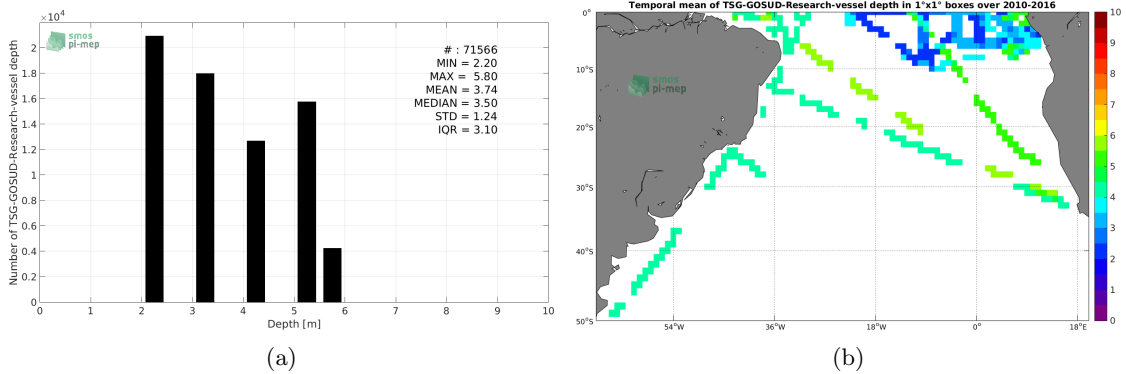 ×10⁴
smos
pi-mep
# : 71566
MIN = 2.20
MAX = 5.80
MEAN = 3.74
MEDIAN = 3.50
STD = 1.24
IQR = 3.10
Number of TSG-GOSUD-Research-vessel depth
2
1.8
1.6
1.4
1.2
1
0.8
0.6
0.4
0.2
0
0 1 2 3 4 5 6 7 8 9 10
Depth [m]
(a)
Temporal mean of TSG-GOSUD-Research-vessel depth in 1°x1° boxes over 2010-2016
smos
pi-mep
0°
10°S
20°S
30°S
40°S
50°S
54°W 36°W 18°W 0° 18°E
10
9
8
7
6
5
4
3
2
1
0
(b)